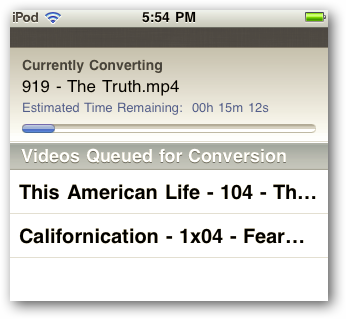 iPod 5:54 PM
Currently Converting
919 - The Truth.mp4
Estimated Time Remaining: 00h 15m 12s
Videos Queued for Conversion
This American Life - 104 - Th...
Californication - 1x04 - Fear...